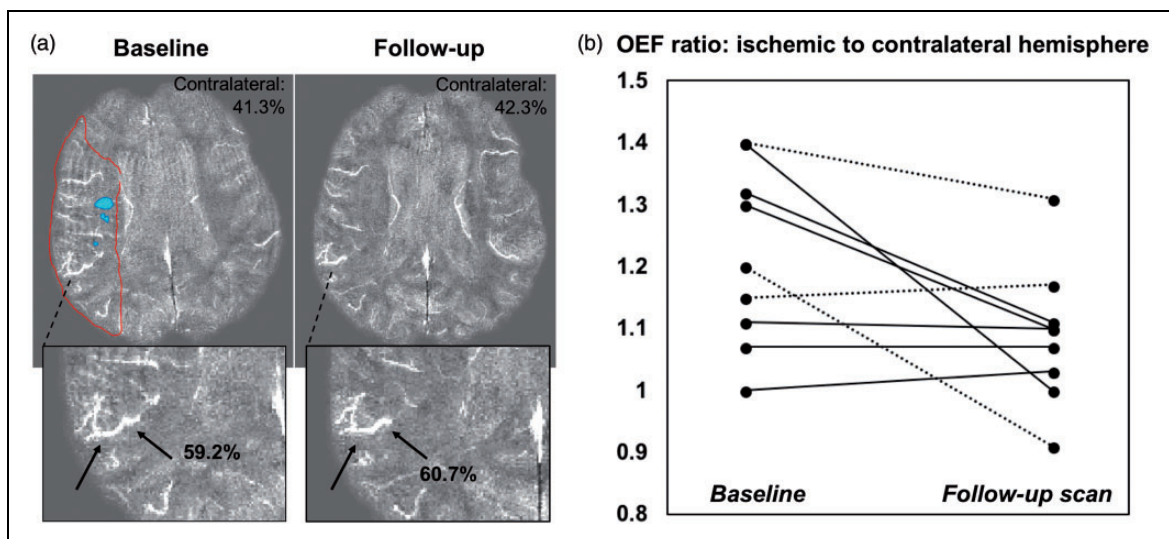 (a)
Baseline
Follow-up
Contralateral:
41.3%
Contralateral:
42.3%
59.2%
60.7%
(b) OEF ratio: ischemic to contralateral hemisphere
1.5
1.4
1.3
1.2
1.1
1
0.9
0.8
Baseline
Follow-up scan